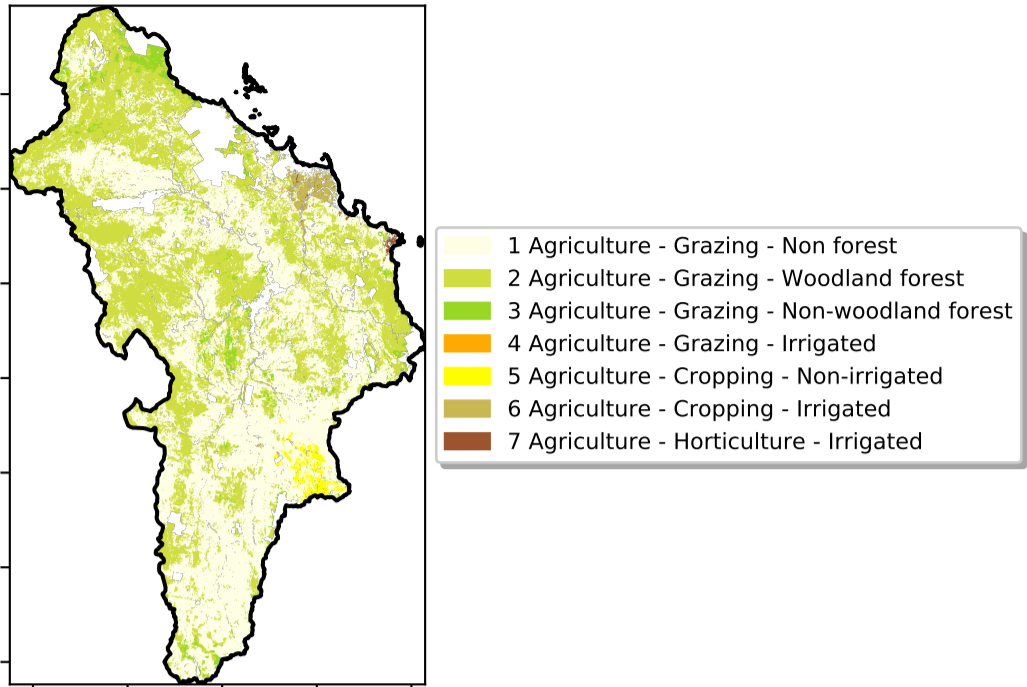 1 Agriculture - Grazing - Non forest
2 Agriculture - Grazing - Woodland forest
3 Agriculture - Grazing - Non-woodland forest
4 Agriculture - Grazing - Irrigated
5 Agriculture - Cropping - Non-irrigated
6 Agriculture - Cropping - Irrigated
7 Agriculture - Horticulture - Irrigated